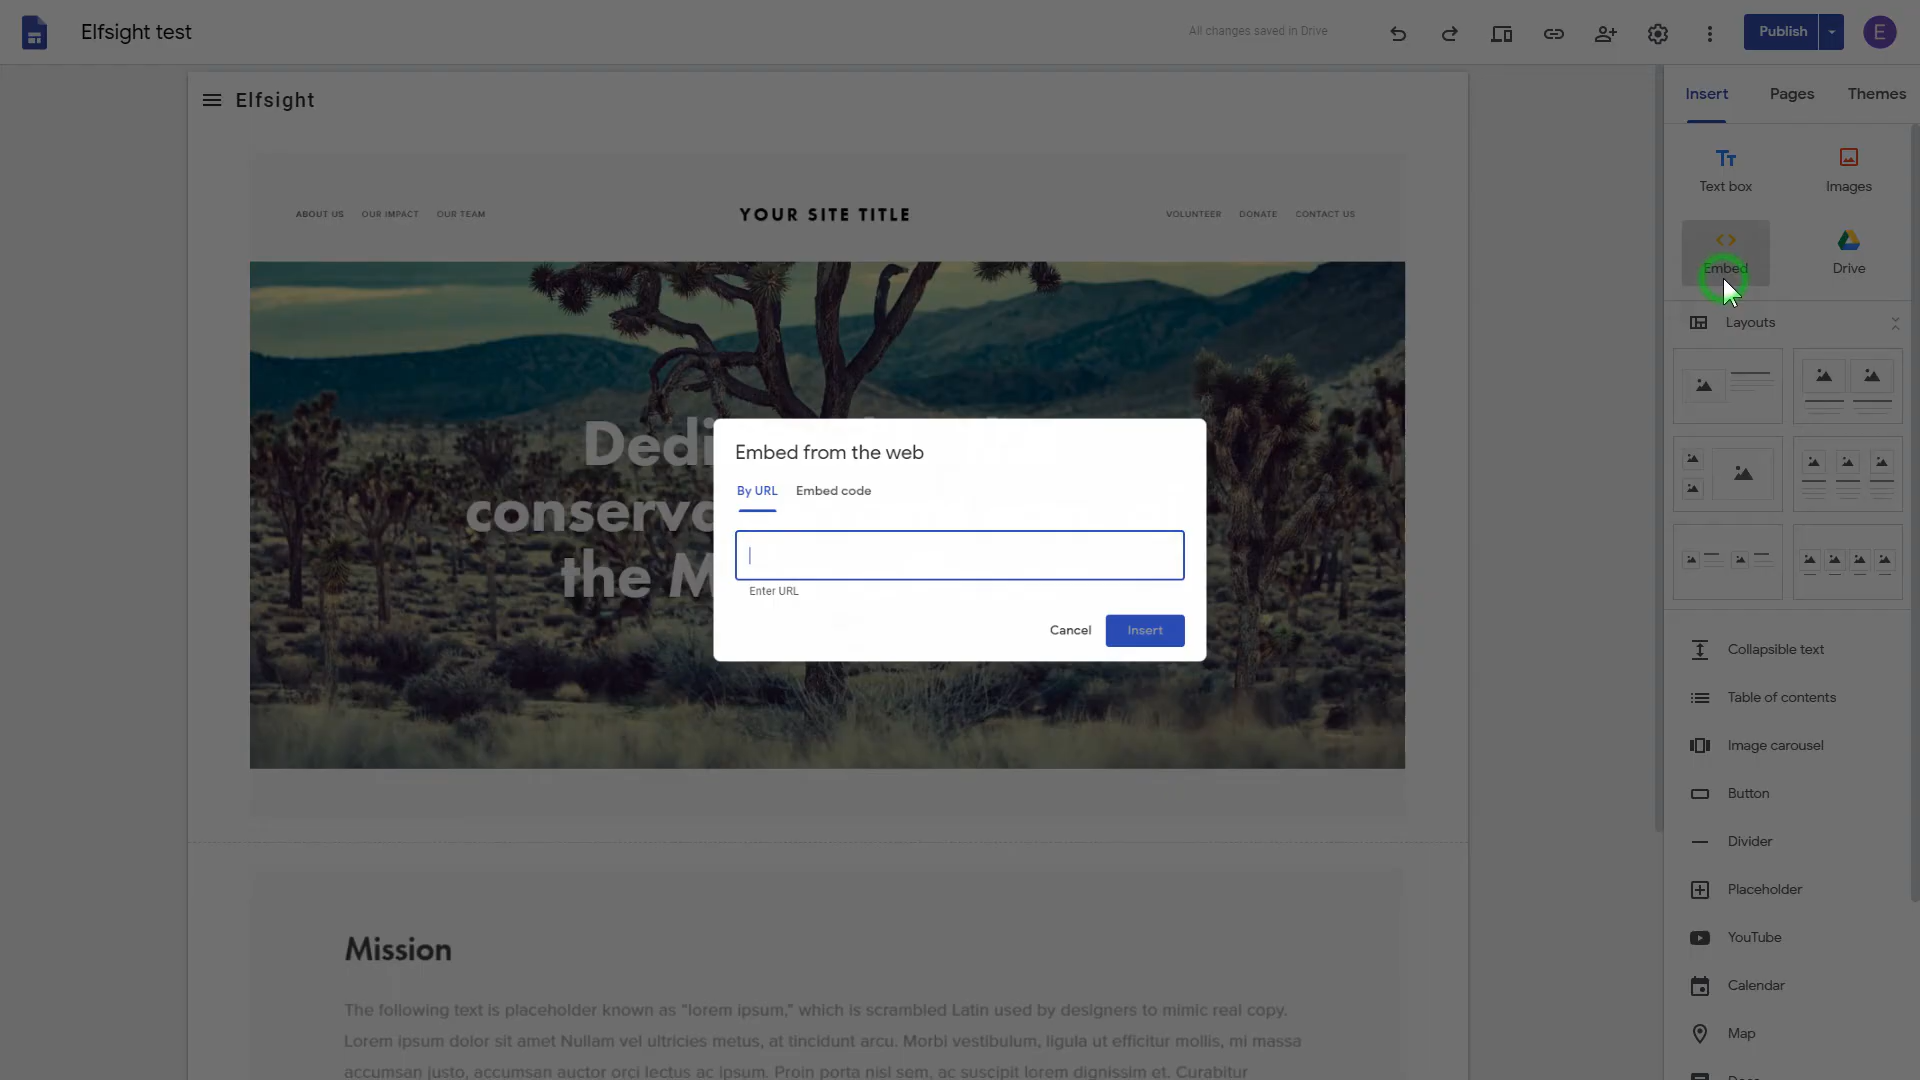 Elfsight test
All changes saved in Drive
Publish
E
Elfsight
ABOUT US OUR IMPACT OUR TEAM
YOUR SITE TITLE
VOLUNTEER DONATE CONTACT US
Dedi
conserva
the M
Embed from the web
By URL Embed code
Enter URL
Cancel Insert
Mission
The following text is placeholder known as “lorem ipsum,” which is scrambled Latin used by designers to mimic real copy.
Lorem ipsum dolor sit amet Nullam vel ultricies metus, at tincidunt arcu. Morbi vestibulum, ligula ut efficitur mollis, mi massa
accumsan justo, accumsan auctor orci lectus ac ipsum. Proin porta nisl sem, ac suscipit lorem dignissim et. Curabitur
Insert Pages Themes
Text box Images
Embed Drive
Layouts
Collapsible text
Table of contents
Image carousel
Button
Divider
Placeholder
YouTube
Calendar
Map